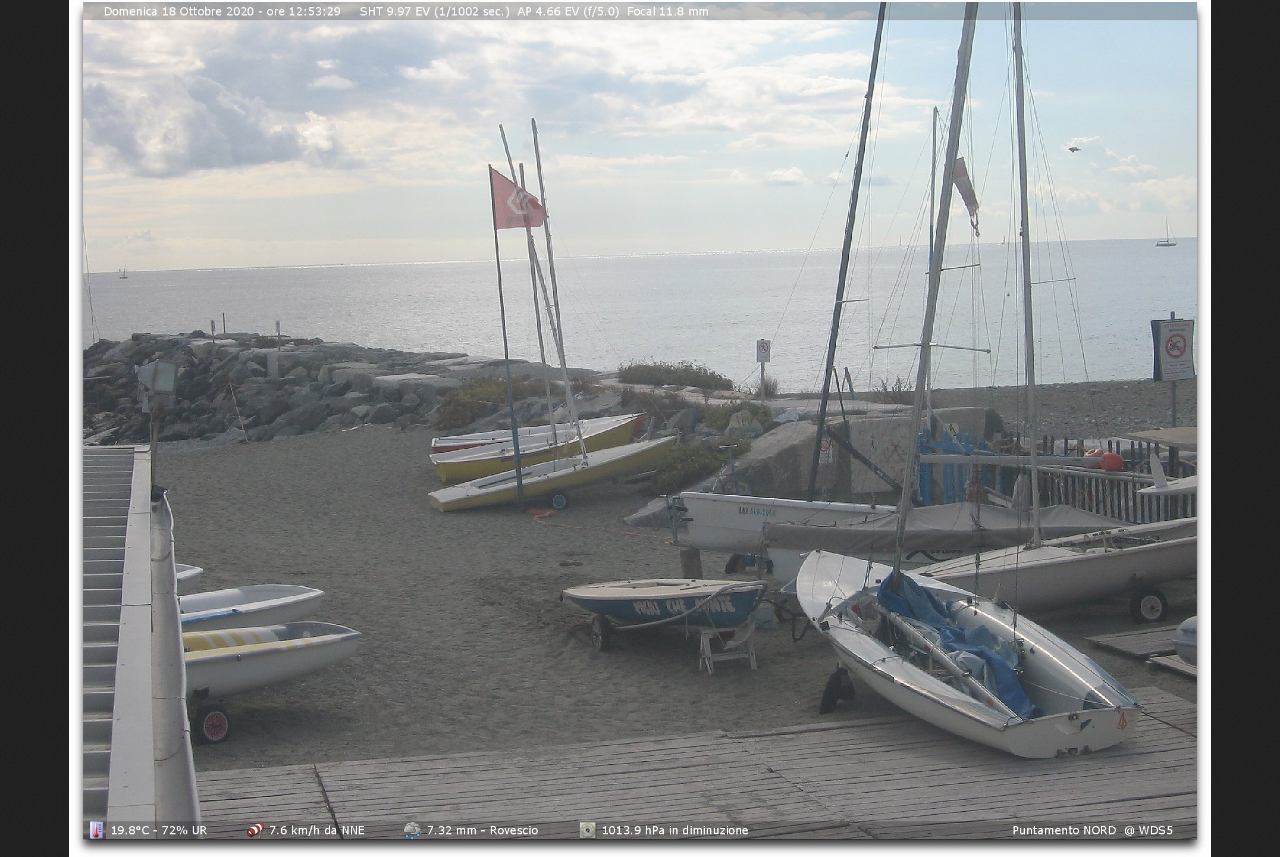 Domenica 18 Ottobre 2020 - ore 12:53:29 SHT 9.97 EV (1/1002 sec.) AP 4.66 EV (f/5.0) Focal 11.8 mm
19.8°C - 72% UR 7.6 km/h da NNE 7.32 mm - Rovescio 1013.9 hPa in diminuzione Puntamento NORD @ WDS5